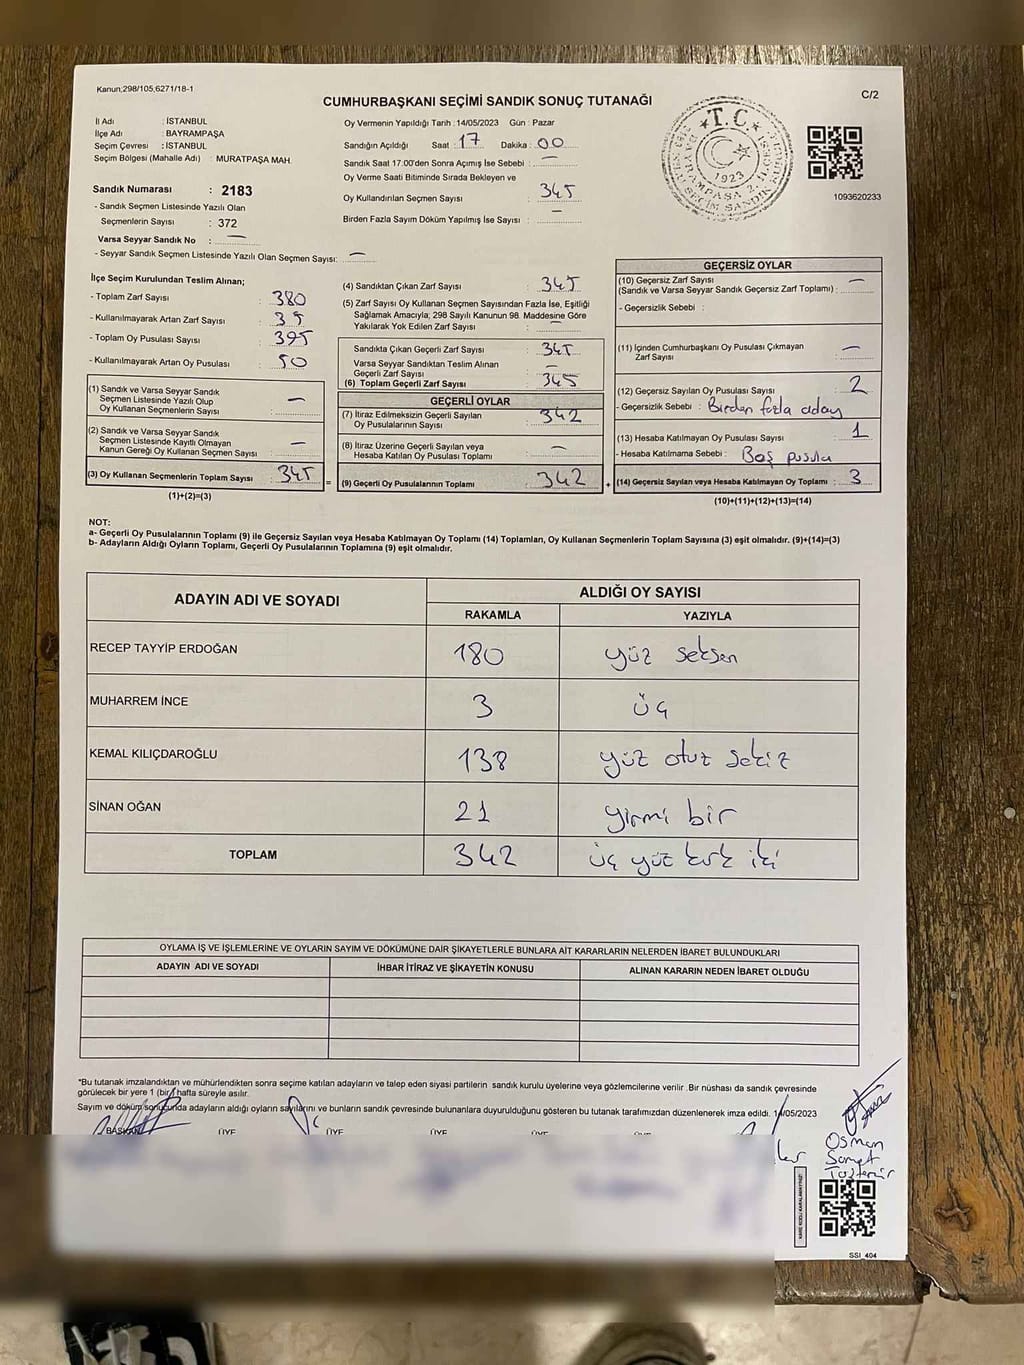 Kanun,298/105,6271/18-1
C/2
CUMHURBAŞKANI SEÇİMİ SANDIK SONUÇ TUTANAĞI
İl Adı : İSTANBUL
İlçe Adı : BAYRAMPAŞA
Seçim Çevresi : İSTANBUL
Seçim Bölgesi (Mahalle Adı) : MURATPAŞA MAH.
Sandık Numarası : 2183
- Sandık Seçmen Listesinde Yazılı Olan
Seçmenlerin Sayısı : 372
Varsa Seyyar Sandık No : —
- Seyyar Sandık Seçmen Listesinde Yazılı Olan Seçmen Sayısı: —
Oy Vermenin Yapıldığı Tarih :14/05/2023 Gün : Pazar
Sandığın Açıldığı Saat : 17 Dakika : 00
Sandık Saat 17:00'den Sonra Açımış İse Sebebi : —
Oy Verme Saati Bitiminde Sırada Bekleyen ve
Oy Kullandırılan Seçmen Sayısı : 345
Birden Fazla Sayım Döküm Yapılmış İse Sayısı : —
T.C.
1923
1093620233
İlçe Seçim Kurulundan Teslim Alınan;
- Toplam Zarf Sayısı : 380
- Kullanılmayarak Artan Zarf Sayısı : 35
- Toplam Oy Pusulası Sayısı : 395
- Kullanılmayarak Artan Oy Pusulası : 50
(1) Sandık ve Varsa Seyyar Sandık
Seçmen Listesinde Yazılı Olup
Oy Kullanan Seçmenlerin Sayısı : —
(2) Sandık ve Varsa Seyyar Sandık
Seçmen Listesinde Kayıtlı Olmayan
Kanun Gereği Oy Kullanan Seçmen Sayısı : —
(3) Oy Kullanan Seçmenlerin Toplam Sayısı : 345
(1)+(2)=(3)
(4) Sandıktan Çıkan Zarf Sayısı : 345
(5) Zarf Sayısı Oy Kullanan Seçmen Sayısından Fazla İse, Eşitliği
Sağlamak Amacıyla; 298 Sayılı Kanunun 98. Maddesine Göre
Yakılarak Yok Edilen Zarf Sayısı : —
Sandıkta Çıkan Geçerli Zarf Sayısı : 345
Varsa Seyyar Sandıktan Teslim Alınan
Geçerli Zarf Sayısı : —
(6) Toplam Geçerli Zarf Sayısı : 345
GEÇERLİ OYLAR
(7) İtiraz Edilmeksizin Geçerli Sayılan
Oy Pusulalarının Sayısı : 342
(8) İtiraz Üzerine Geçerli Sayılan veya
Hesaba Katılan Oy Pusulası Toplamı : —
= (9) Geçerli Oy Pusulalarının Toplamı : 342 +
GEÇERSİZ OYLAR
(10) Geçersiz Zarf Sayısı
(Sandık ve Varsa Seyyar Sandık Geçersiz Zarf Toplamı) : —
- Geçersizlik Sebebi :
(11) İçinden Cumhurbaşkanı Oy Pusulası Çıkmayan
Zarf Sayısı : —
(12) Geçersiz Sayılan Oy Pusulası Sayısı : 2
- Geçersizlik Sebebi : Birden fazla aday
(13) Hesaba Katılmayan Oy Pusulası Sayısı : 1
- Hesaba Katılmama Sebebi : Boş pusula
(14) Geçersiz Sayılan veya Hesaba Katılmayan Oy Toplamı : 3
(10)+(11)+(12)+(13)=(14)
NOT:
a- Geçerli Oy Pusulalarının Toplamı (9) ile Geçersiz Sayılan veya Hesaba Katılmayan Oy Toplamı (14) Toplamları, Oy Kullanan Seçmenlerin Toplam Sayısına (3) eşit olmalıdır. (9)+(14)=(3)
b- Adayların Aldığı Oyların Toplamı, Geçerli Oy Pusulalarının Toplamına (9) eşit olmalıdır.
ADAYIN ADI VE SOYADI ALDIĞI OY SAYISI
RAKAMLA YAZIYLA
RECEP TAYYİP ERDOĞAN 180 yüz seksen
MUHARREM İNCE 3 üç
KEMAL KILIÇDAROĞLU 138 yüz otuz sekiz
SİNAN OĞAN 21 yirmi bir
TOPLAM 342 üç yüz kırk iki
OYLAMA İŞ VE İŞLEMLERİNE VE OYLARIN SAYIM VE DÖKÜMÜNE DAİR ŞİKAYETLERLE BUNLARA AİT KARARLARIN NELERDEN İBARET BULUNDUKLARI
ADAYIN ADI VE SOYADI İHBAR İTİRAZ VE ŞİKAYETİN KONUSU ALINAN KARARIN NEDEN İBARET OLDUĞU
*Bu tutanak imzalandıktan ve mühürlendikten sonra seçime katılan adayların ve talep eden siyasi partilerin sandık kurulu üyelerine veya gözlemcilerine verilir .Bir nüshası da sandık çevresinde
görülecek bir yere 1 (bir) hafta süreyle asılır.
Sayım ve döküm sonucunda adayların aldığı oyların sayılarını ve bunların sandık çevresinde bulunanlara duyurulduğunu gösteren bu tutanak tarafımızdan düzenlenerek imza edildi. 14/05/2023
BAŞKAN ÜYE ÜYE ÜYE ÜYE ÜYE
Osman
Samet
SSI_404